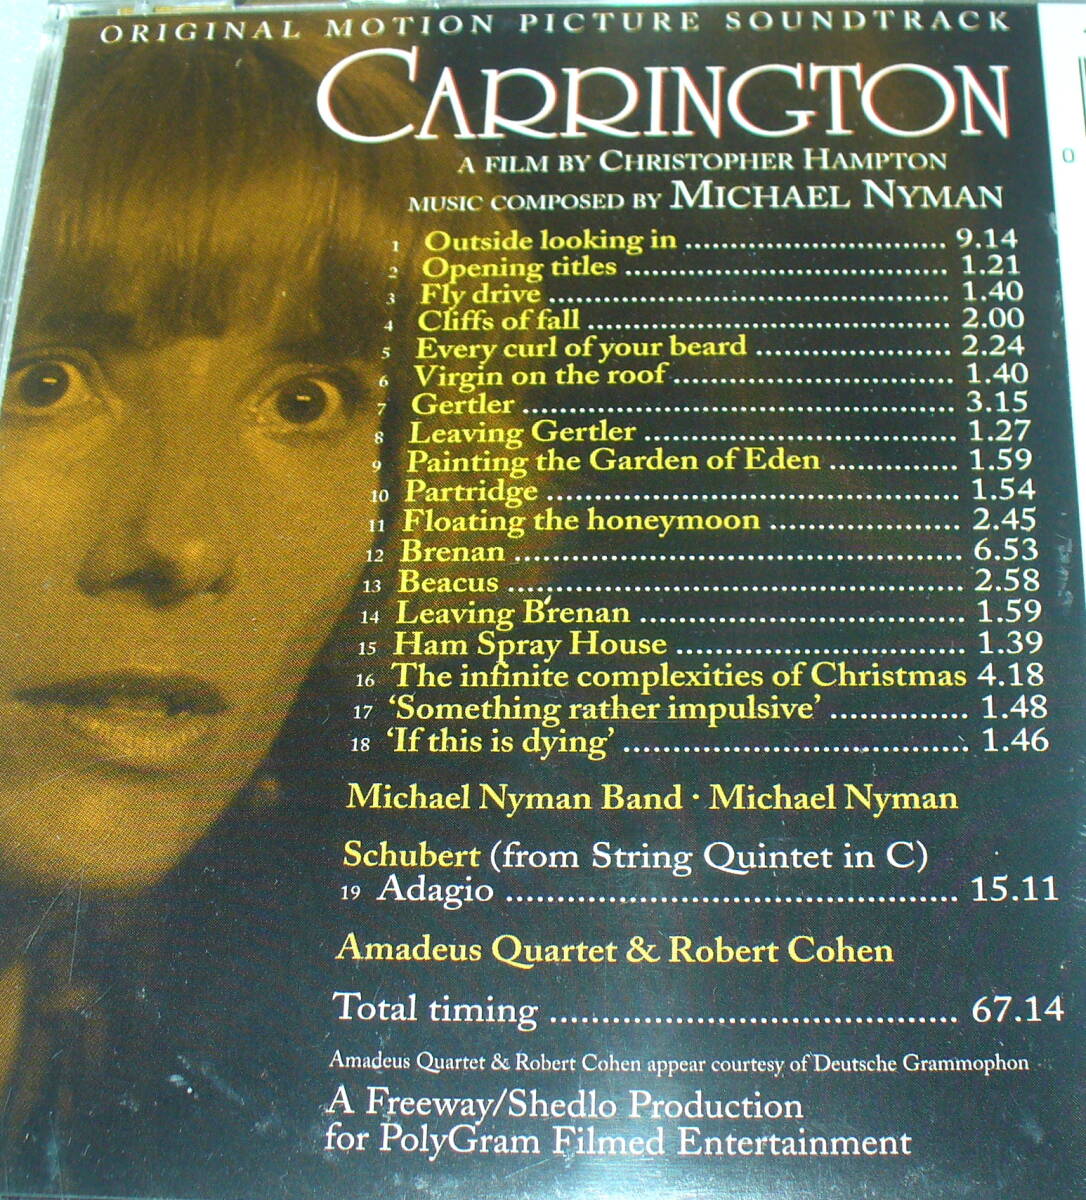 ORIGINAL MOTION PICTURE SOUNDTRACK
CARRINGTON
A FILM BY CHRISTOPHER HAMPTON
MUSIC COMPOSED BY MICHAEL NYMAN
1 Outside looking in ............................. 9.14
2 Opening titles .................................... 1.21
3 Fly drive ............................................. 1.40
4 Cliffs of fall ......................................... 2.00
5 Every curl of your beard ...................... 2.24
6 Virgin on the roof ............................... 1.40
7 Gertler ................................................ 3.15
8 Leaving Gertler ................................... 1.27
9 Painting the Garden of Eden .............. 1.59
10 Partridge .............................................. 1.54
11 Floating the honeymoon ..................... 2.45
12 Brenan .................................................. 6.53
13 Beacus ................................................... 2.58
14 Leaving Brenan .................................... 1.59
15 Ham Spray House ................................ 1.39
16 The infinite complexities of Christmas 4.18
17 ‘Something rather impulsive’ ............... 1.48
18 ‘If this is dying’ ...................................... 1.46
Michael Nyman Band · Michael Nyman
Schubert (from String Quintet in C)
19 Adagio .................................................. 15.11
Amadeus Quartet & Robert Cohen
Total timing ............................................. 67.14
Amadeus Quartet & Robert Cohen appear courtesy of Deutsche Grammophon
A Freeway/Shedlo Production
for PolyGram Filmed Entertainment
0